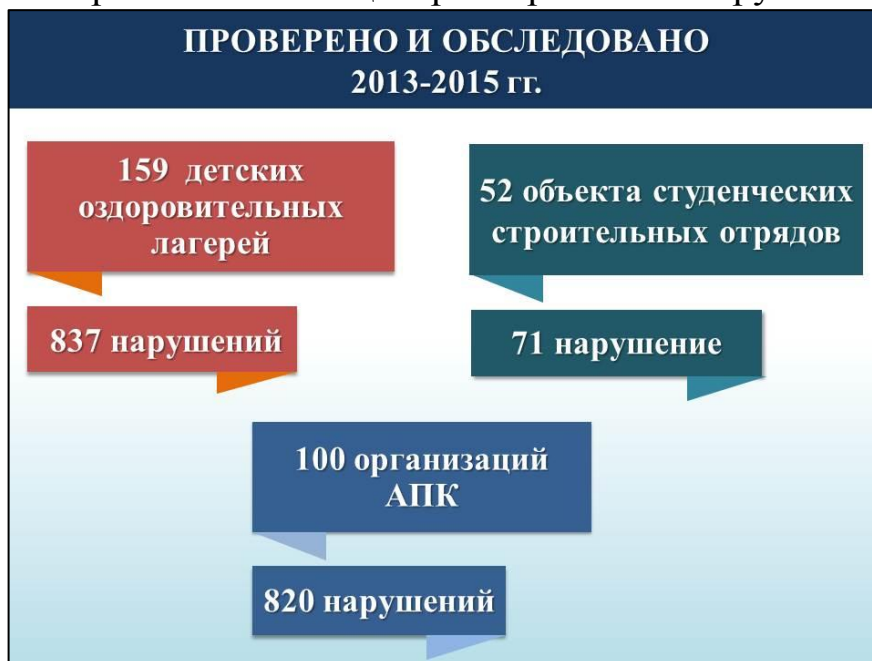 ПРОВЕРЕНО И ОБСЛЕДОВАНО
2013-2015 гг.
159 детских
оздоровительных
лагерей
52 объекта студенческих
строительных отрядов
837 нарушений
71 нарушение
100 организаций
АПК
820 нарушений